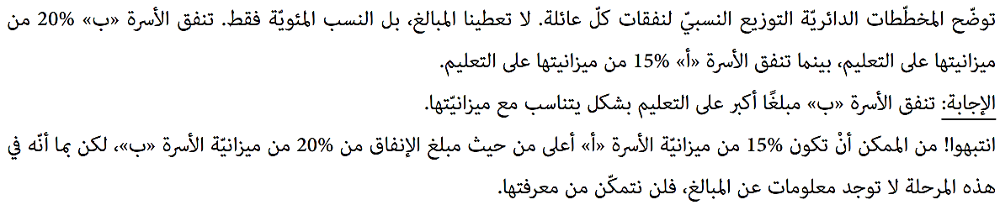 توضّح المخطّطات الدائريّة التوزيع النسبيّ لنفقات كلّ عائلة. لا تعطينا المبالغ، بل النسب المئويّة فقط. تنفق الأسرة «ب» 20% من
ميزانيتها على التعليم، بينما تنفق الأسرة «أ» 15% من ميزانيتها على التعليم.
الإجابة: تنفق الأسرة «ب» مبلغًا أكبر على التعليم بشكل يتناسب مع ميزانيّتها.
انتبهوا! من الممكن أنْ تكون 15% من ميزانيّة الأسرة «أ» أعلى من حيث مبلغ الإنفاق من 20% من ميزانيّة الأسرة «ب»، لكن بما أنّه في
هذه المرحلة لا توجد معلومات عن المبالغ، فلن نتمكّن من معرفتها.